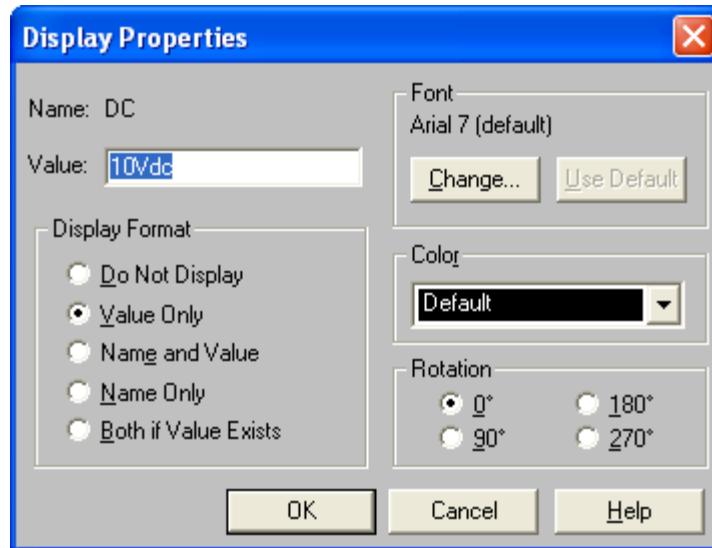 Display Properties
Name: DC
Value: 10Vdc
Display Format
Do Not Display
Value Only
Name and Value
Name Only
Both if Value Exists
Font
Arial 7 (default)
Change...
Use Default
Color
Default
Rotation
0° 180°
90° 270°
OK Cancel Help